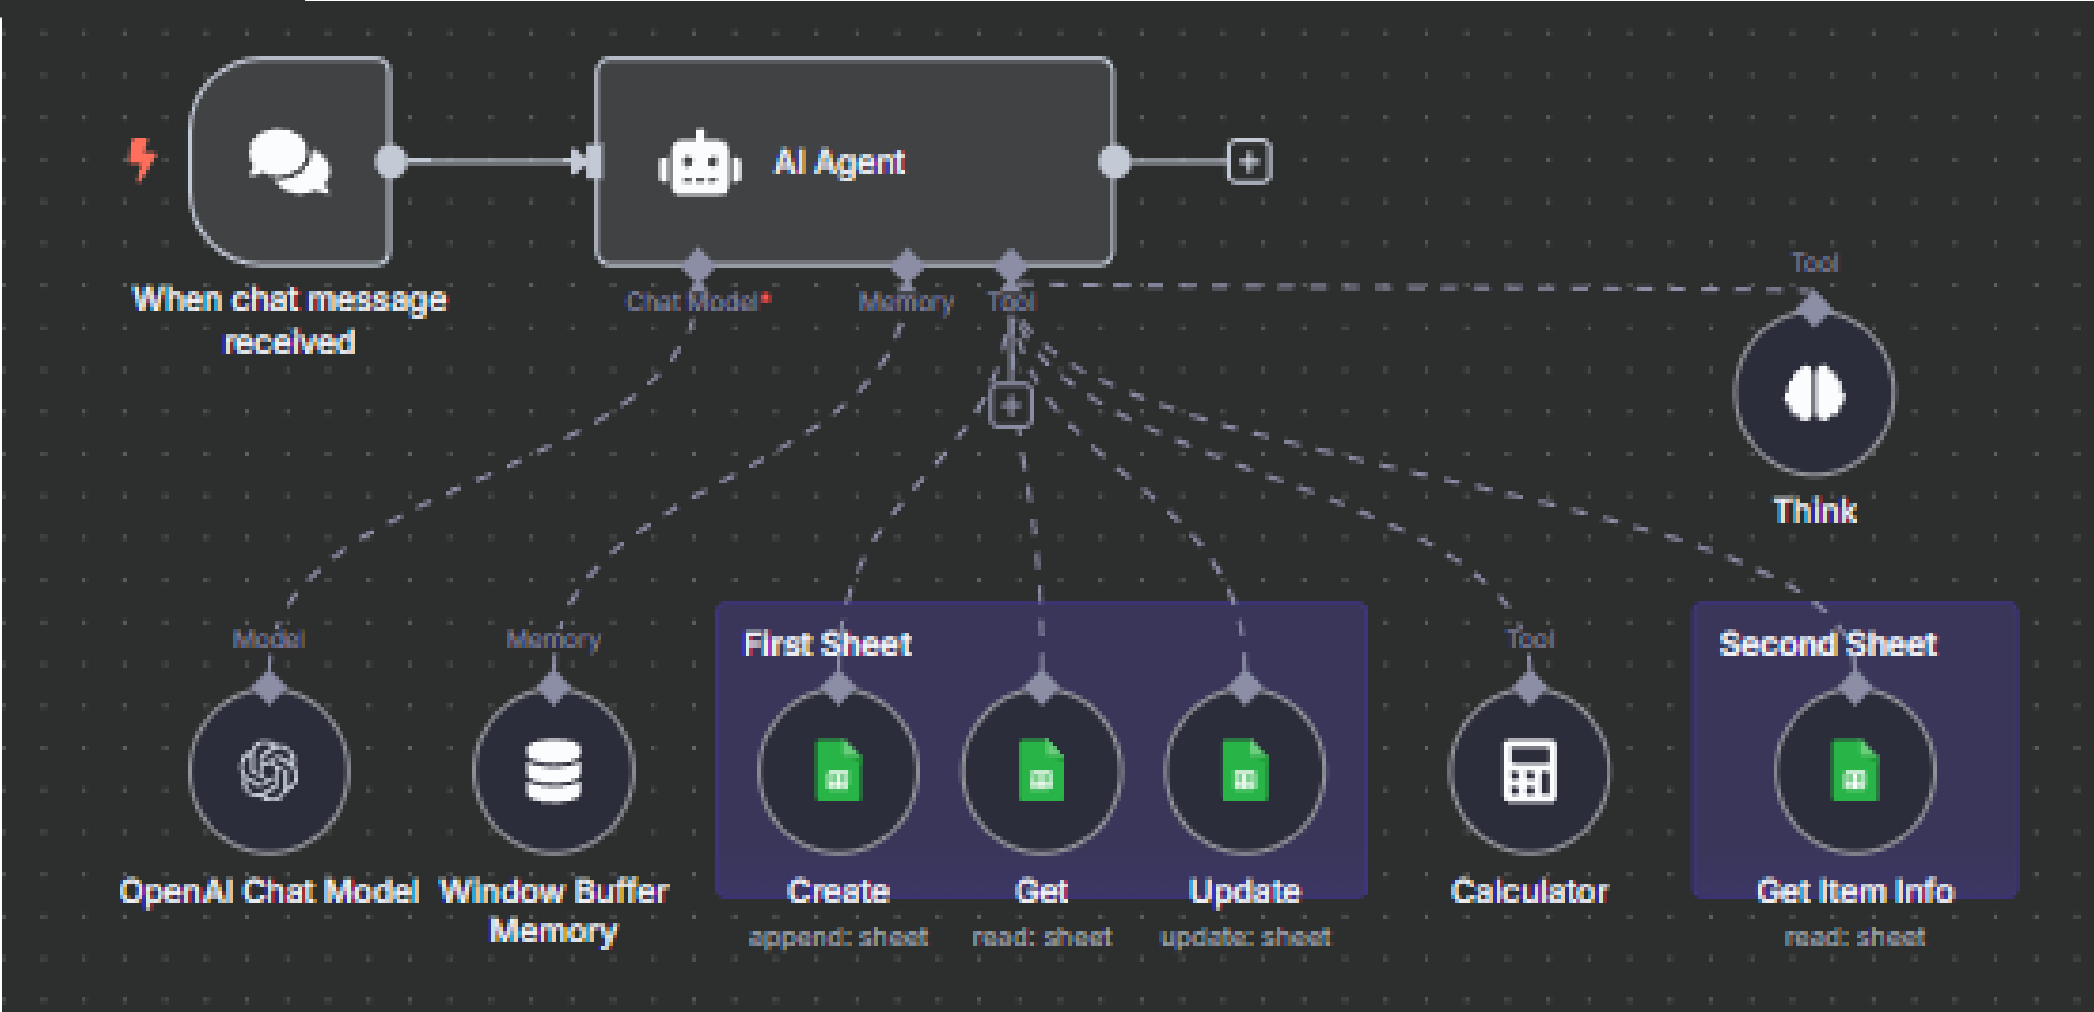 AI Agent
When chat message
received
Chat Model*
Memory
Tool
Tool
Think
Model
Memory
First Sheet
Tool
Second Sheet
OpenAI Chat Model
Window Buffer
Memory
Create
append: sheet
Get
read: sheet
Update
update: sheet
Calculator
Get Item Info
read: sheet